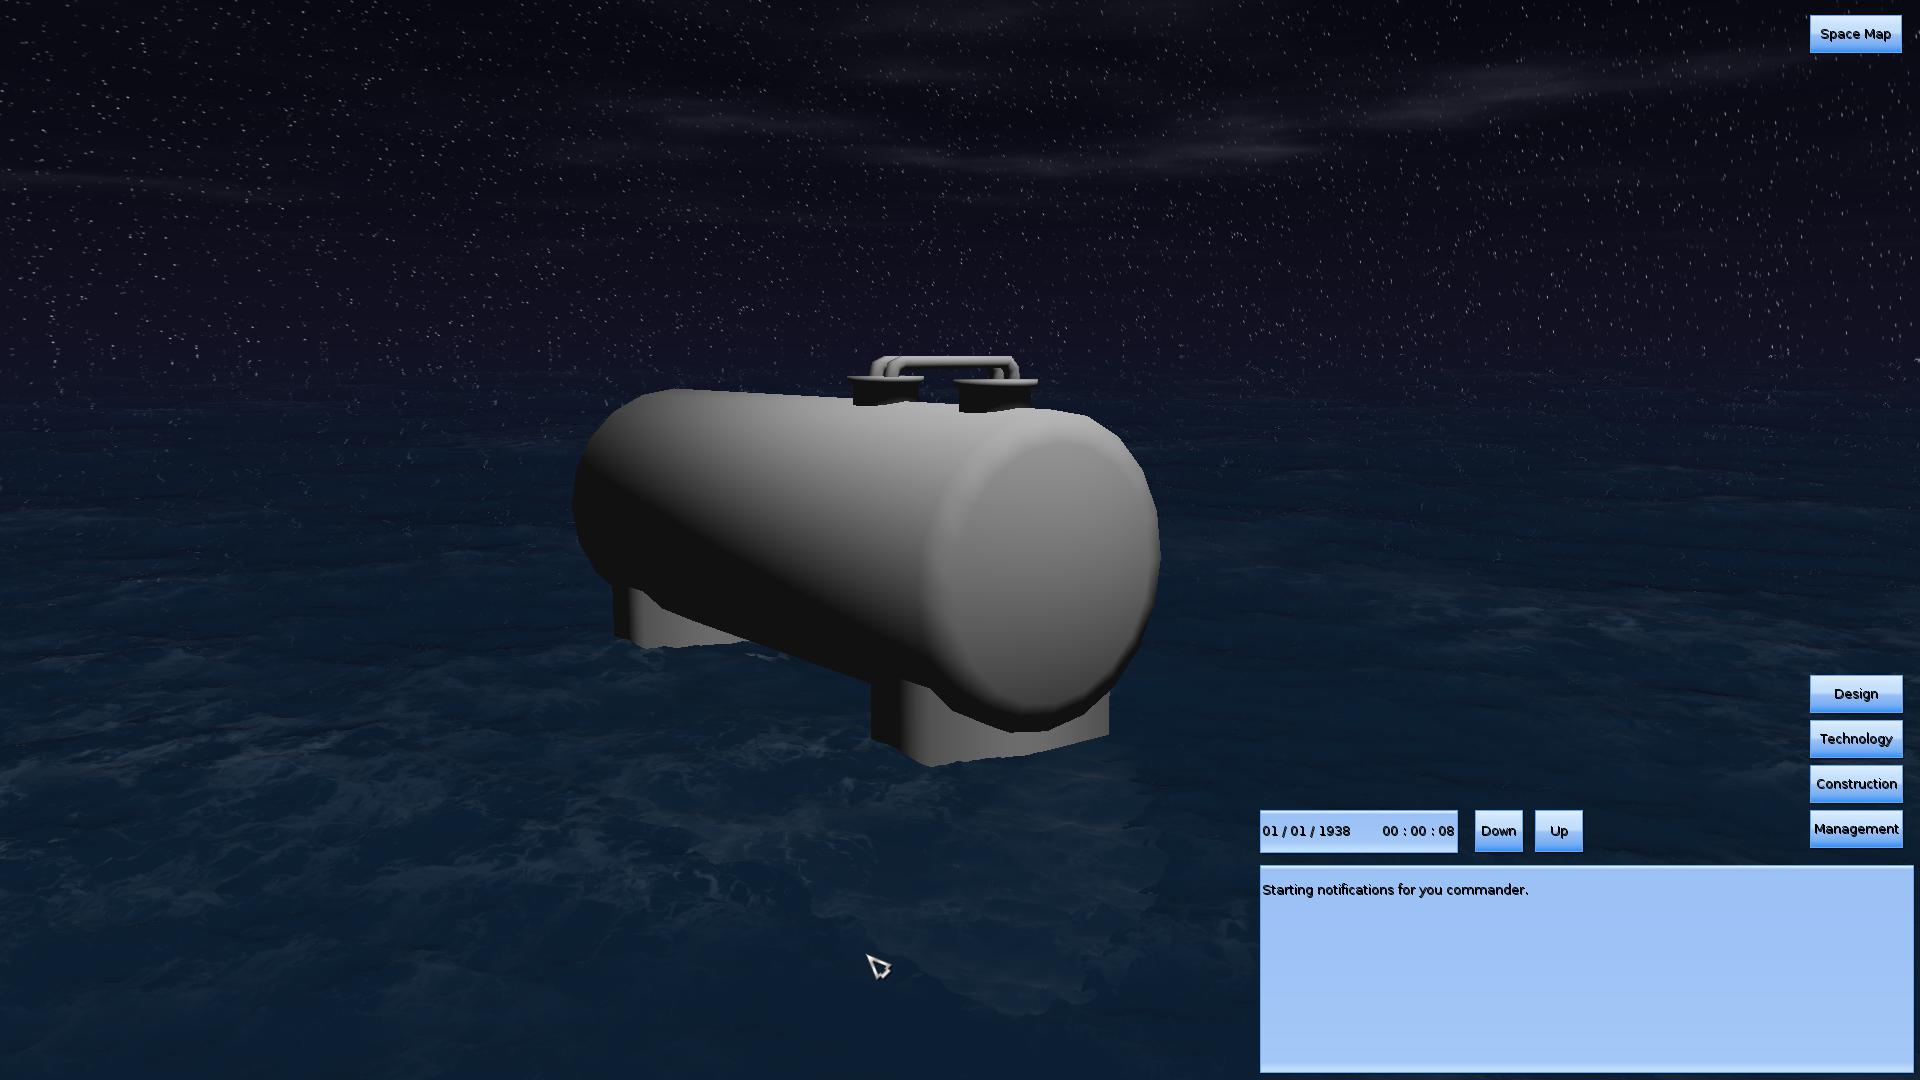 Space Map
Design
Technology
Construction
Management
01 / 01 / 1938 00 : 00 : 08
Down
Up
Starting notifications for you commander.